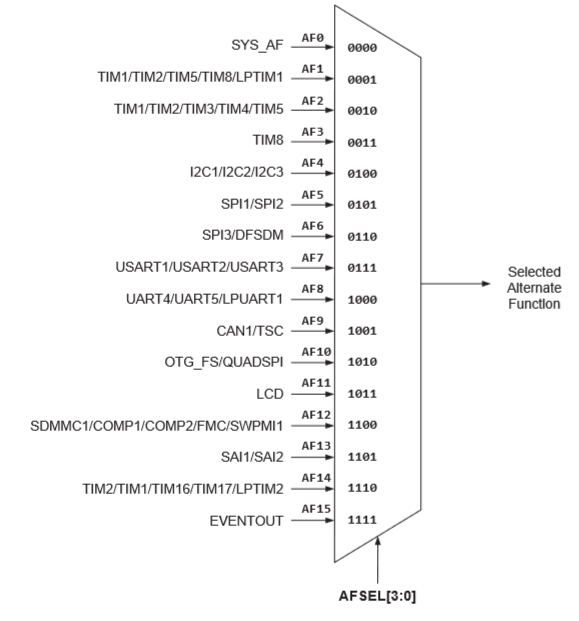 SYS_AF AF0 0000
TIM1/TIM2/TIM5/TIM8/LPTIM1 AF1 0001
TIM1/TIM2/TIM3/TIM4/TIM5 AF2 0010
TIM8 AF3 0011
I2C1/I2C2/I2C3 AF4 0100
SPI1/SPI2 AF5 0101
SPI3/DFSDM AF6 0110
USART1/USART2/USART3 AF7 0111
UART4/UART5/LPUART1 AF8 1000
CAN1/TSC AF9 1001
OTG_FS/QUADSPI AF10 1010
LCD AF11 1011
SDMMC1/COMP1/COMP2/FMC/SWPMI1 AF12 1100
SAI1/SAI2 AF13 1101
TIM2/TIM1/TIM16/TIM17/LPTIM2 AF14 1110
EVENTOUT AF15 1111
Selected
Alternate
Function
AFSEL[3:0]